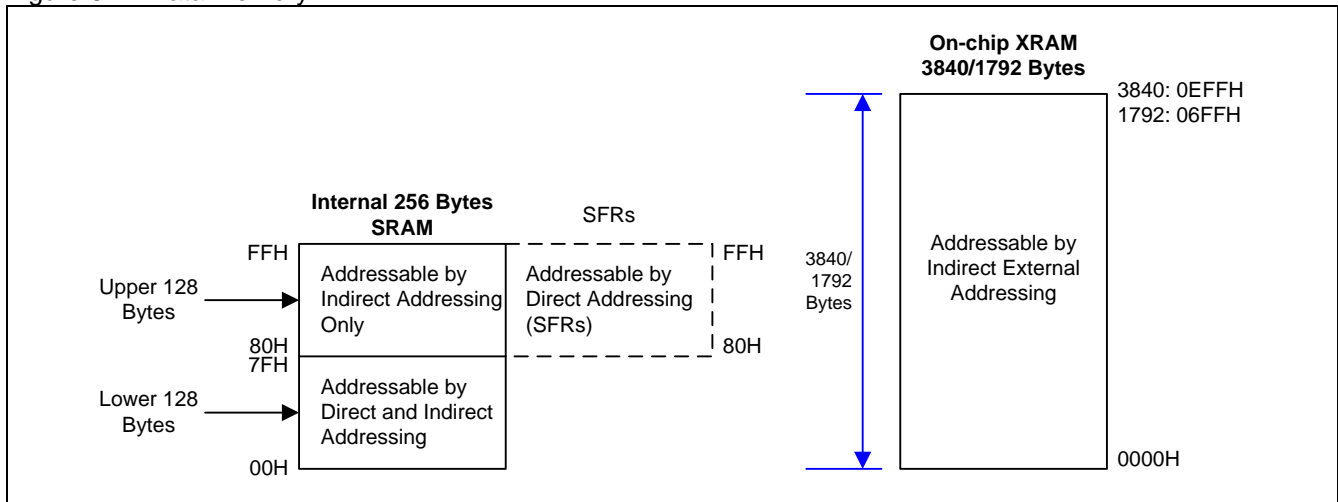 On-chip XRAM
3840/1792 Bytes
3840: 0EFFH
1792: 06FFH
Internal 256 Bytes
SRAM
SFRs
FFH
FFH
Upper 128
Bytes
Addressable by
Indirect Addressing
Only
Addressable by
Direct Addressing
(SFRs)
80H
80H
7FH
Lower 128
Bytes
Addressable by
Direct and Indirect
Addressing
00H
3840/
1792
Bytes
Addressable by
Indirect External
Addressing
0000H